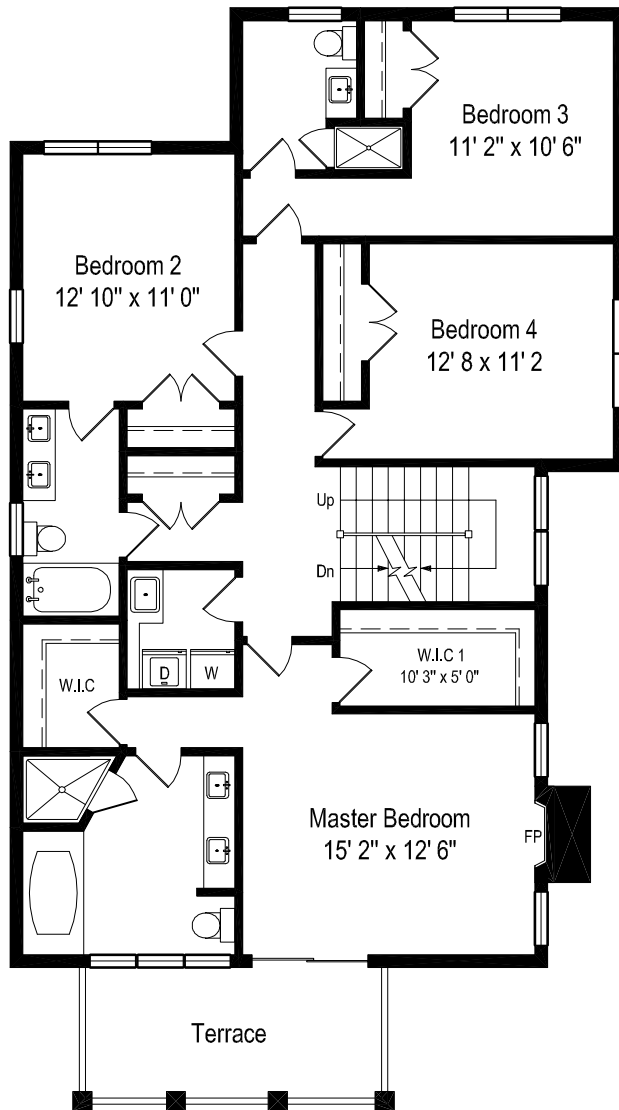 Bedroom 3
11' 2" x 10' 6"
Bedroom 2
12' 10" x 11' 0"
Bedroom 4
12' 8 x 11' 2
Up
Dn
W.I.C
D
W
W.I.C 1
10' 3" x 5' 0"
Master Bedroom
15' 2" x 12' 6"
FP
Terrace